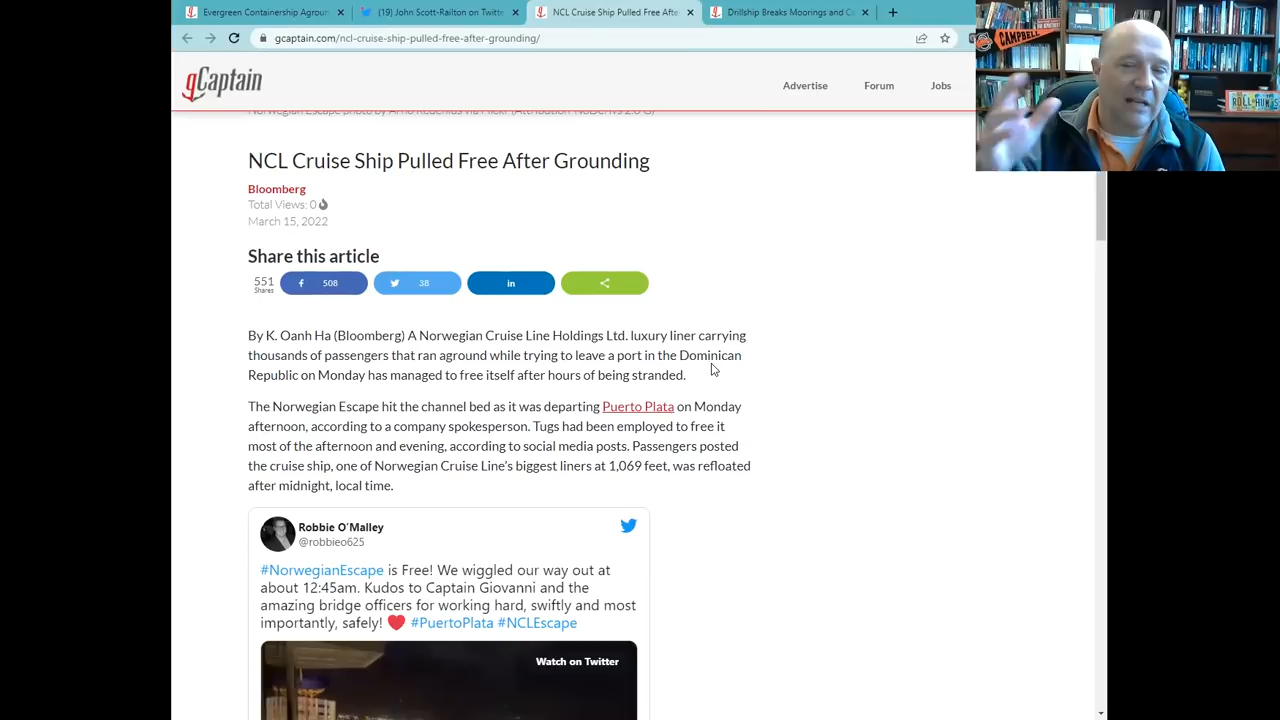 Evergreen Containership Agroun
(19) John Scott-Railton on Twitte
NCL Cruise Ship Pulled Free Afte
Drillship Breaks Moorings and C
gcaptain.com/ncl-cruise-ship-pulled-free-after-grounding/
gCaptain
Advertise
Forum
Jobs
CAMPBELL
Norwegian Escape photo by Arno Redenius via Flickr (Attribution-NoDerivs 2.0 G)
NCL Cruise Ship Pulled Free After Grounding
Bloomberg
Total Views: 0
March 15, 2022
Share this article
551
Shares
508
38
in
By K. Oanh Ha (Bloomberg) A Norwegian Cruise Line Holdings Ltd. luxury liner carrying
thousands of passengers that ran aground while trying to leave a port in the Dominican
Republic on Monday has managed to free itself after hours of being stranded.
The Norwegian Escape hit the channel bed as it was departing Puerto Plata on Monday
afternoon, according to a company spokesperson. Tugs had been employed to free it
most of the afternoon and evening, according to social media posts. Passengers posted
the cruise ship, one of Norwegian Cruise Line's biggest liners at 1,069 feet, was refloated
after midnight, local time.
Robbie O'Malley
@robbieo625
#NorwegianEscape is Free! We wiggled our way out at
about 12:45am. Kudos to Captain Giovanni and the
amazing bridge officers for working hard, swiftly and most
importantly, safely! ❤️ #PuertoPlata #NCLEscape
Watch on Twitter